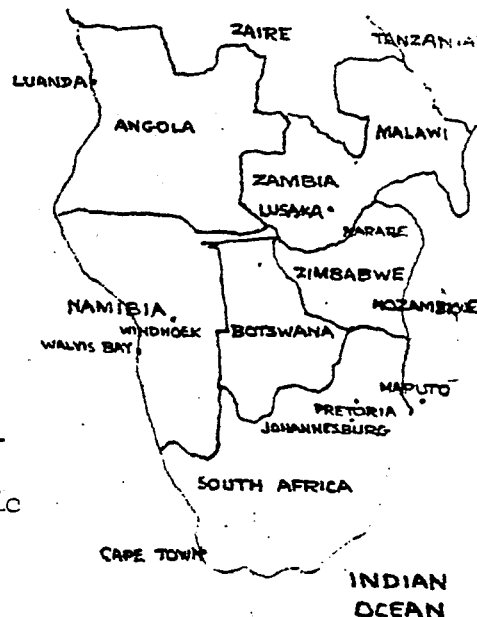 ZAIRE
TANZANIA
LUANDA
ANGOLA
MALAWI
ZAMBIA
LUSAKA
HARARE
ZIMBABWE
NAMIBIA
MOZAMBIQUE
WINDHOEK
BOTSWANA
WALVIS BAY
MAPUTO
PRETORIA
JOHANNESBURG
SOUTH AFRICA
ic
CAPE TOWN
INDIAN
OCEAN